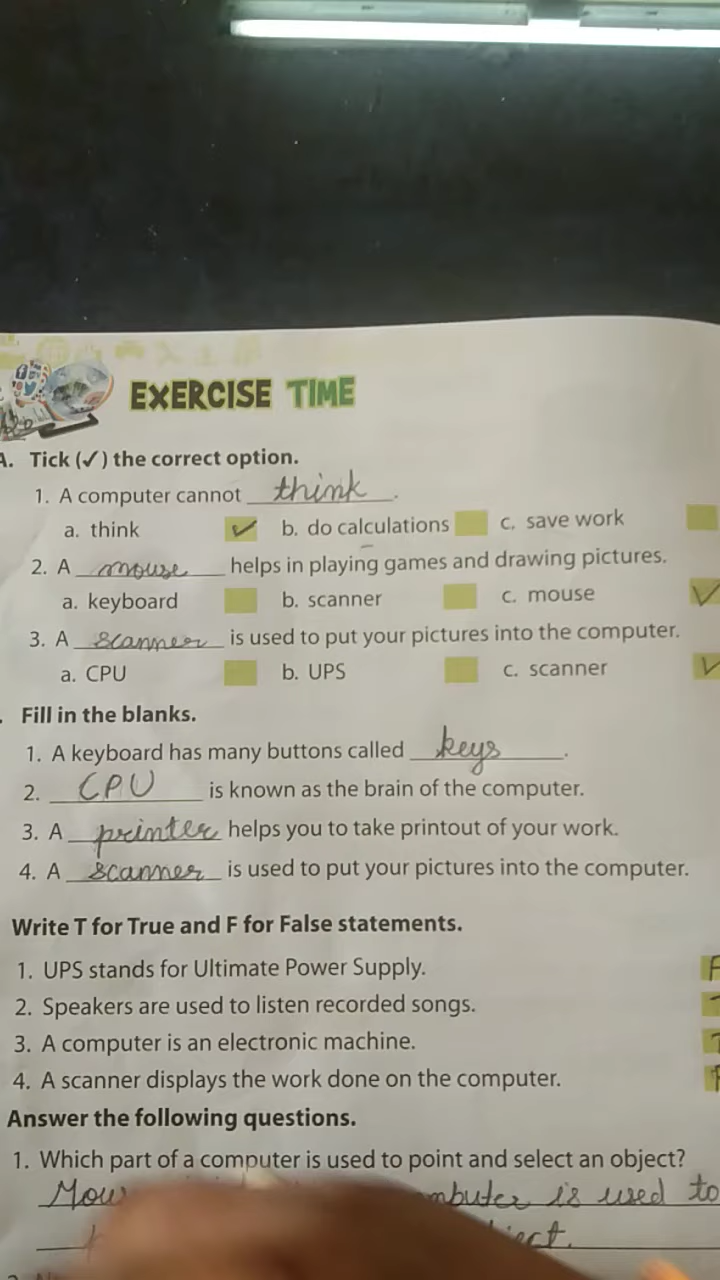 EXERCISE TIME
A. Tick (✓) the correct option.
1. A computer cannot think.
a. think ✓ b. do calculations c. save work
2. A mouse helps in playing games and drawing pictures.
a. keyboard b. scanner c. mouse ✓
3. A scanner is used to put your pictures into the computer.
a. CPU b. UPS c. scanner ✓
Fill in the blanks.
1. A keyboard has many buttons called keys.
2. CPU is known as the brain of the computer.
3. A printer helps you to take printout of your work.
4. A scanner is used to put your pictures into the computer.
Write T for True and F for False statements.
1. UPS stands for Ultimate Power Supply. F
2. Speakers are used to listen recorded songs.
3. A computer is an electronic machine. T
4. A scanner displays the work done on the computer. F
Answer the following questions.
1. Which part of a computer is used to point and select an object?
is used to